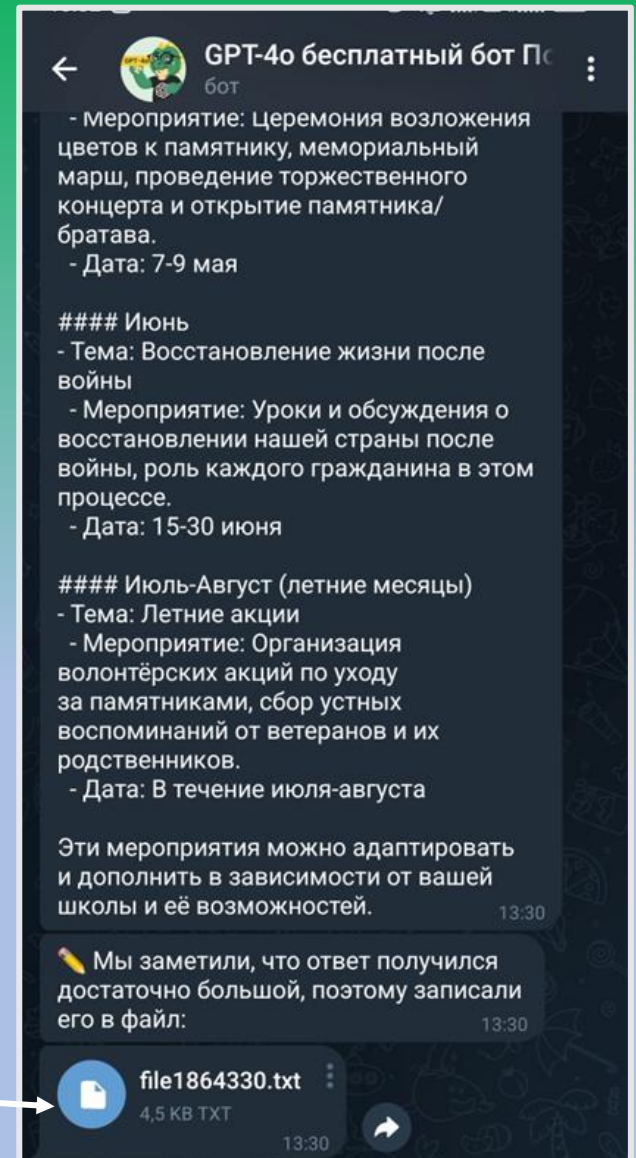 GPT-4o бесплатный бот По
бот
- Мероприятие: Церемония возложения
цветов к памятнику, мемориальный
марш, проведение торжественного
концерта и открытие памятника/
братава.
- Дата: 7-9 мая
#### Июнь
- Тема: Восстановление жизни после
войны
- Мероприятие: Уроки и обсуждения о
восстановлении нашей страны после
войны, роль каждого гражданина в этом
процессе.
- Дата: 15-30 июня
#### Июль-Август (летние месяцы)
- Тема: Летние акции
- Мероприятие: Организация
волонтёрских акций по уходу
за памятниками, сбор устных
воспоминаний от ветеранов и их
родственников.
- Дата: В течение июля-августа
Эти мероприятия можно адаптировать
и дополнить в зависимости от вашей
школы и её возможностей.
13:30
✏️ Мы заметили, что ответ получился
достаточно большой, поэтому записали
его в файл:
13:30
file1864330.txt
4,5 KB TXT
13:30